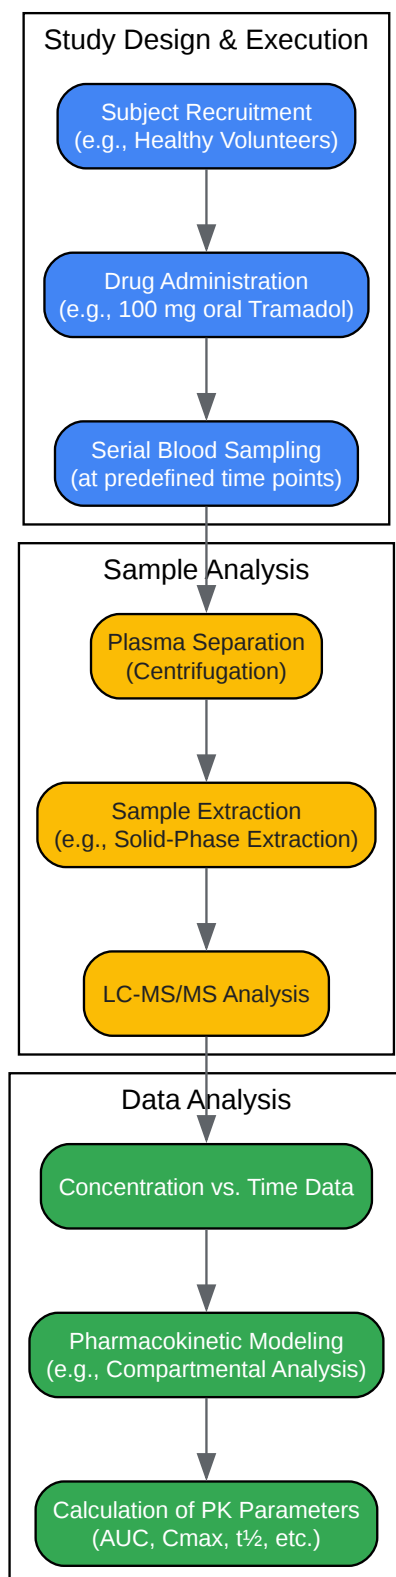 Study Design & Execution
Subject Recruitment
(e.g., Healthy Volunteers)
Drug Administration
(e.g., 100 mg oral Tramadol)
Serial Blood Sampling
(at predefined time points)
Sample Analysis
Plasma Separation
(Centrifugation)
Sample Extraction
(e.g., Solid-Phase Extraction)
LC-MS/MS Analysis
Data Analysis
Concentration vs. Time Data
Pharmacokinetic Modeling
(e.g., Compartmental Analysis)
Calculation of PK Parameters
(AUC, Cmax, t½, etc.)